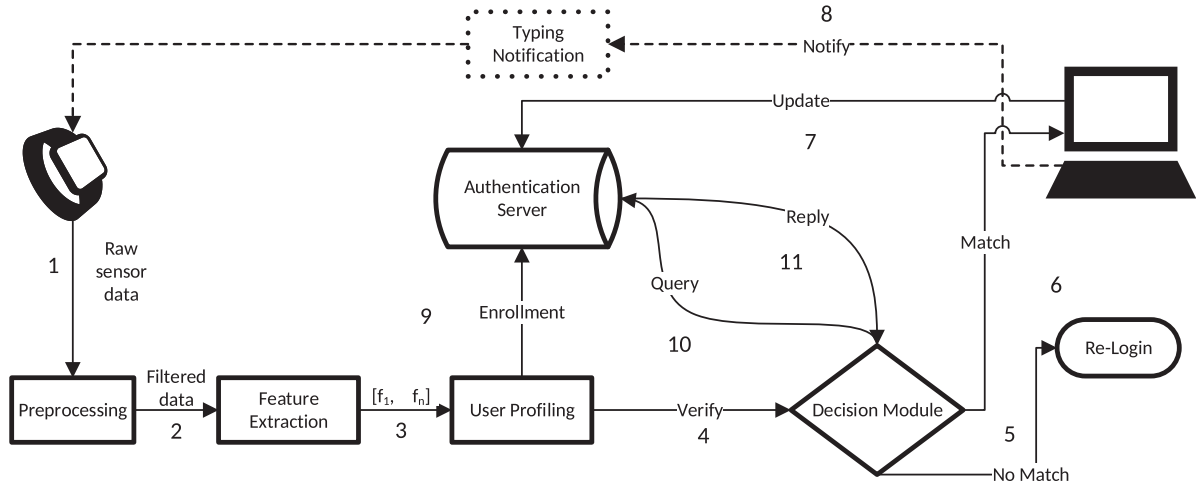 8
Typing
Notification
Notify
Update
7
Authentication
Server
Reply
Match
1
Raw
sensor
data
11
Query
6
9
Enrollment
10
Re-Login
Filtered
data
Preprocessing
2
Feature
Extraction
[f1, fn]
3
User Profiling
Verify
4
Decision Module
5
No Match